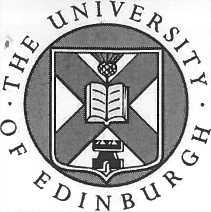 · THE UNIVERSITY ·
OF EDINBURGH